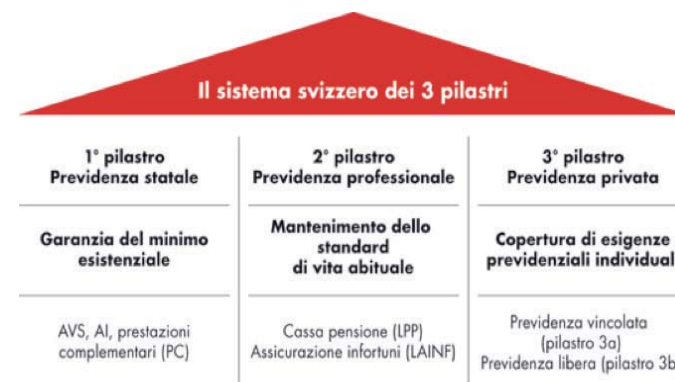 Il sistema svizzero dei 3 pilastri
1° pilastro
Previdenza statale
2° pilastro
Previdenza professionale
3° pilastro
Previdenza privata
Garanzia del minimo
esistenziale
Mantenimento dello
standard
di vita abituale
Copertura di esigenze
previdenziali individual
AVS, AI, prestazioni
complementari (PC)
Cassa pensione (LPP)
Assicurazione infortuni (LAINF)
Previdenza vincolata
(pilastro 3a)
Previdenza libera (pilastro 3b